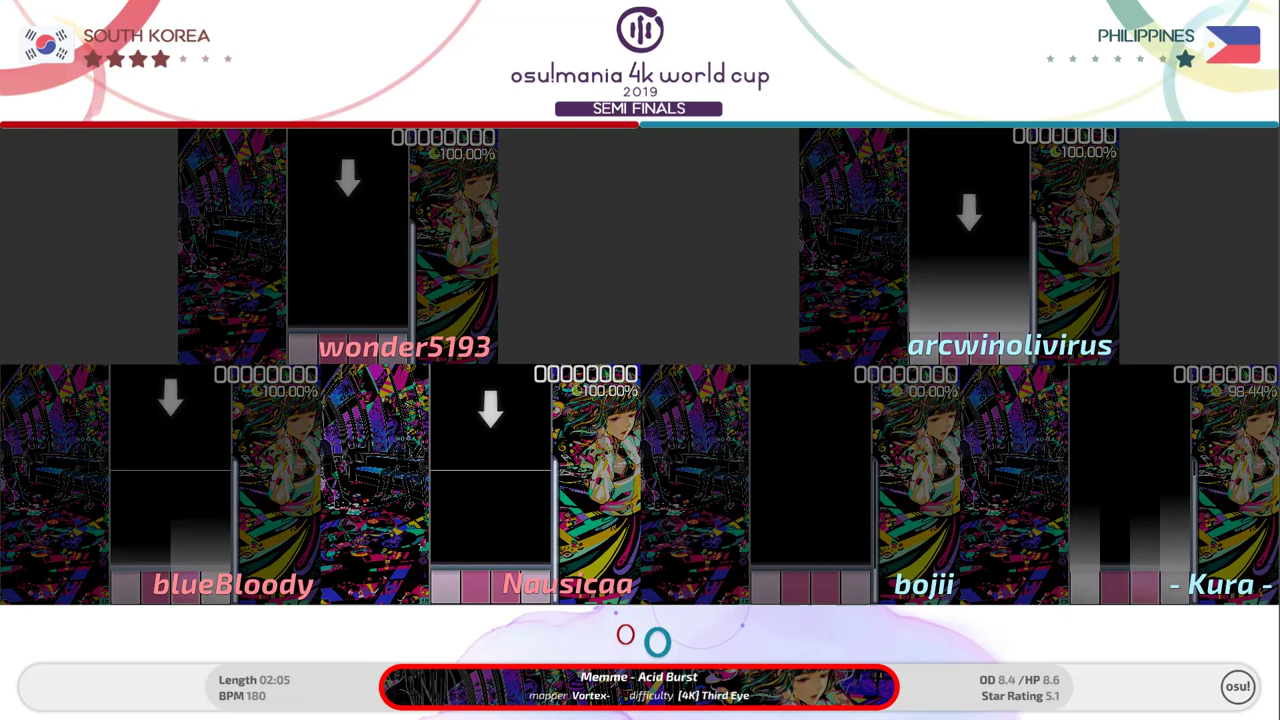 SOUTH KOREA
PHILIPPINES
osu!mania 4k world cup
2019
SEMI FINALS
00000000
100.00%
wonder5193
00000000
100.00%
arcwinolivirus
00000000
100.00%
blueBloody
00000000
100.00%
Nausicaa
00000000
00.00%
bojii
00000000
98.44%
- Kura -
0
0
Length 02:05
BPM 180
Memme - Acid Burst
mapper Vortex- difficulty [4K] Third Eye
OD 8.4 /HP 8.6
Star Rating 5.1
osu!